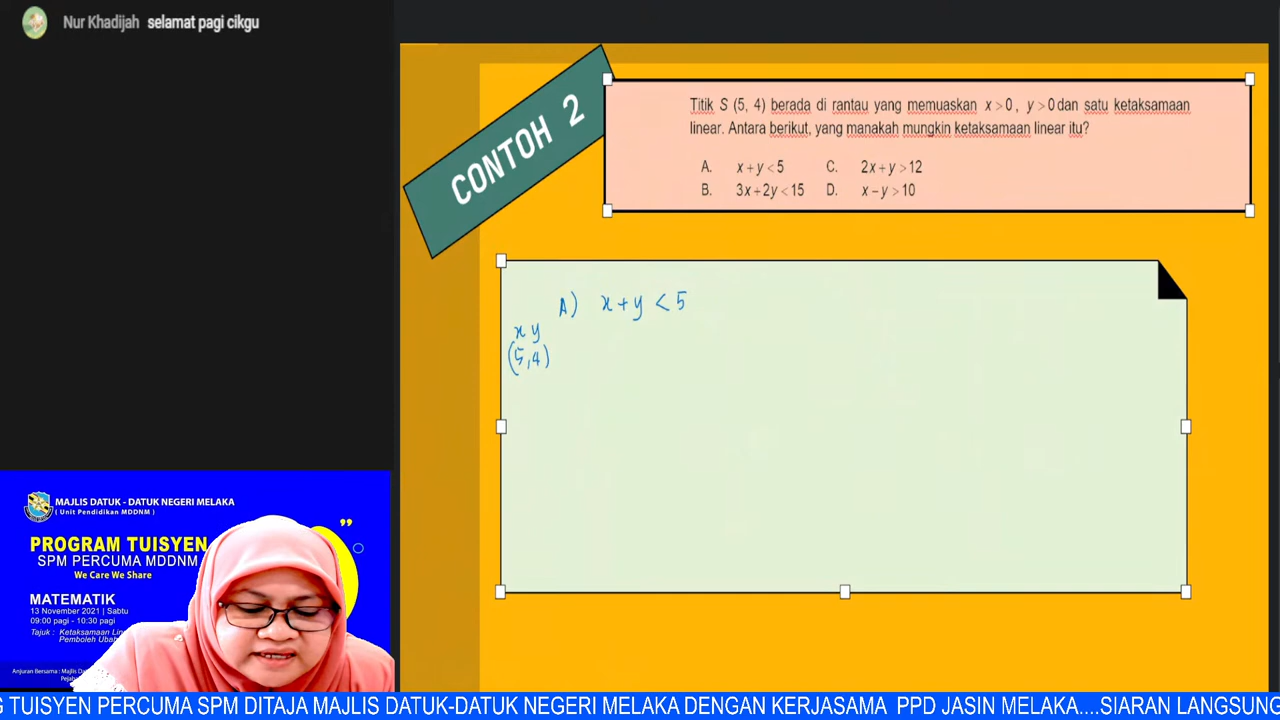 Nur Khadijah selamat pagi cikgu
CONTOH 2
Titik S (5, 4) berada di rantau yang memuaskan x > 0 , y > 0 dan satu ketaksamaan
linear. Antara berikut, yang manakah mungkin ketaksamaan linear itu?
A. x + y < 5 C. 2x + y > 12
B. 3x + 2y < 15 D. x − y > 10
A) x + y < 5
x y
(5,4)
MAJLIS DATUK - DATUK NEGERI MELAKA
( Unit Pendidikan MDDNM )
PROGRAM TUISYEN
SPM PERCUMA MDDNM
We Care We Share
MATEMATIK
13 November 2021 | Sabtu
09:00 pagi - 10:30 pagi
Tajuk : Ketaksamaan
Pemboleh
Anjuran Bersama : Majlis
TUISYEN PERCUMA SPM DITAJA MAJLIS DATUK-DATUK NEGERI MELAKA DENGAN KERJASAMA PPD JASIN MELAKA....SIARAN LANGSUNG